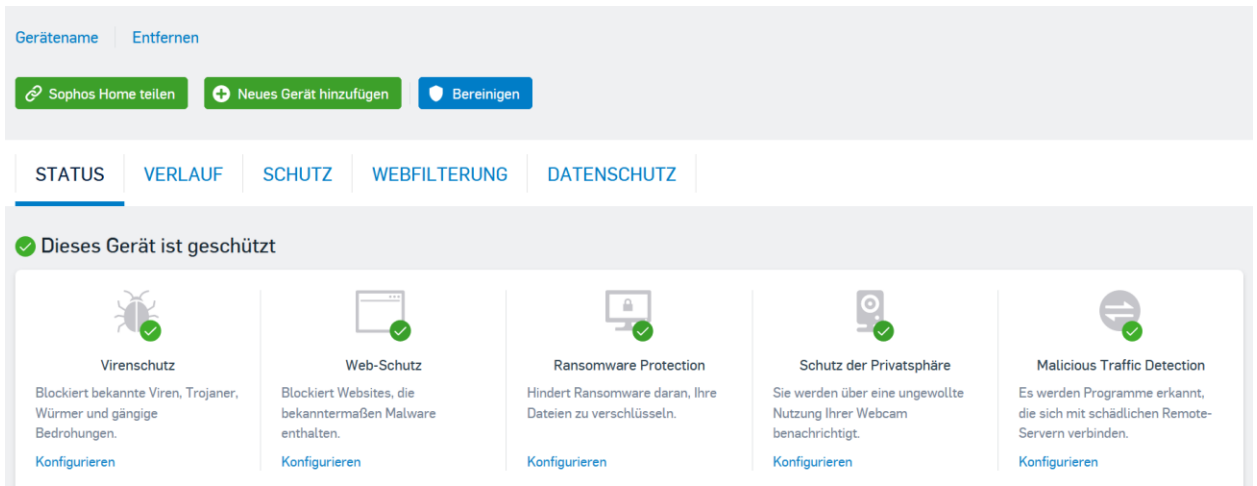 Gerätename Entfernen
Sophos Home teilen Neues Gerät hinzufügen Bereinigen
STATUS VERLAUF SCHUTZ WEBFILTERUNG DATENSCHUTZ
Dieses Gerät ist geschützt
Virenschutz
Blockiert bekannte Viren, Trojaner,
Würmer und gängige
Bedrohungen.
Konfigurieren
Web-Schutz
Blockiert Websites, die
bekanntermaßen Malware
enthalten.
Konfigurieren
Ransomware Protection
Hindert Ransomware daran, Ihre
Dateien zu verschlüsseln.
Konfigurieren
Schutz der Privatsphäre
Sie werden über eine ungewollte
Nutzung Ihrer Webcam
benachrichtigt.
Konfigurieren
Malicious Traffic Detection
Es werden Programme erkannt,
die sich mit schädlichen Remote-
Servern verbinden.
Konfigurieren